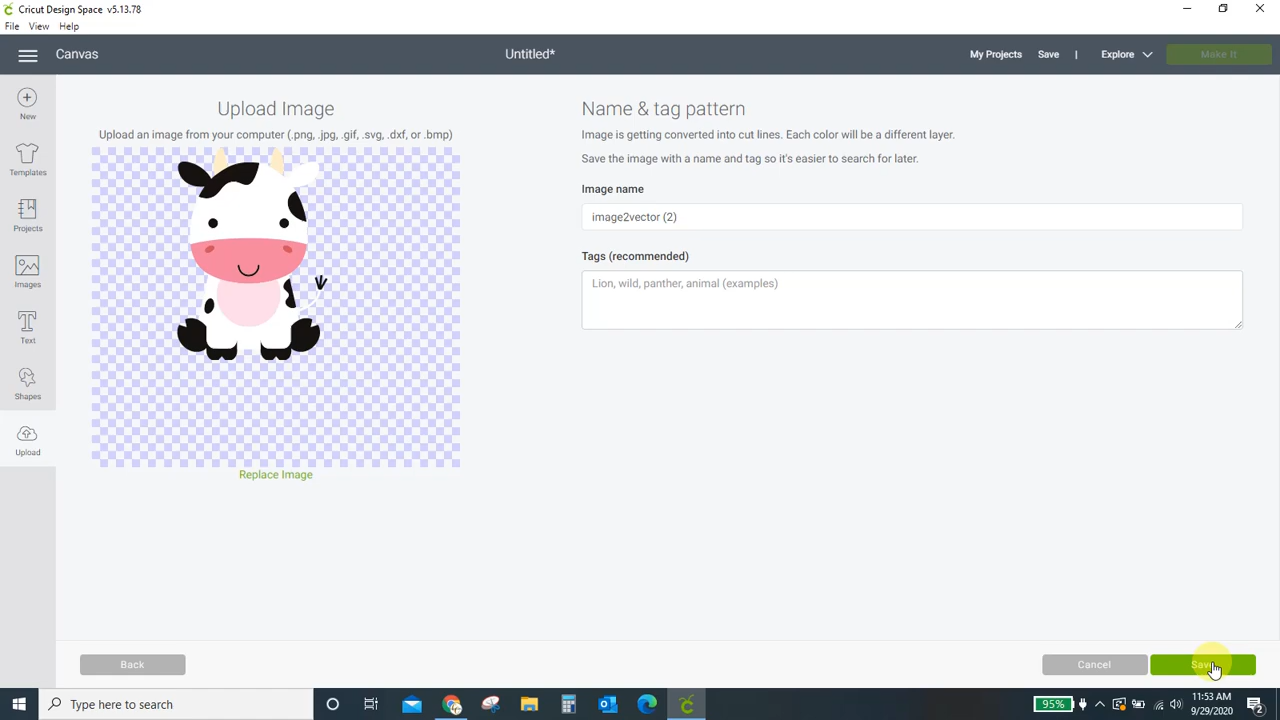 Cricut Design Space v5.13.78
File View Help
Canvas
Untitled*
My Projects Save | Explore Make It
New
Templates
Projects
Images
Text
Shapes
Upload
Upload Image
Upload an image from your computer (.png, .jpg, .gif, .svg, .dxf, or .bmp)
Replace Image
Name & tag pattern
Image is getting converted into cut lines. Each color will be a different layer.
Save the image with a name and tag so it's easier to search for later.
Image name
image2vector (2)
Tags (recommended)
Lion, wild, panther, animal (examples)
Back Cancel Save
Type here to search
95%
11:53 AM
9/29/2020
2